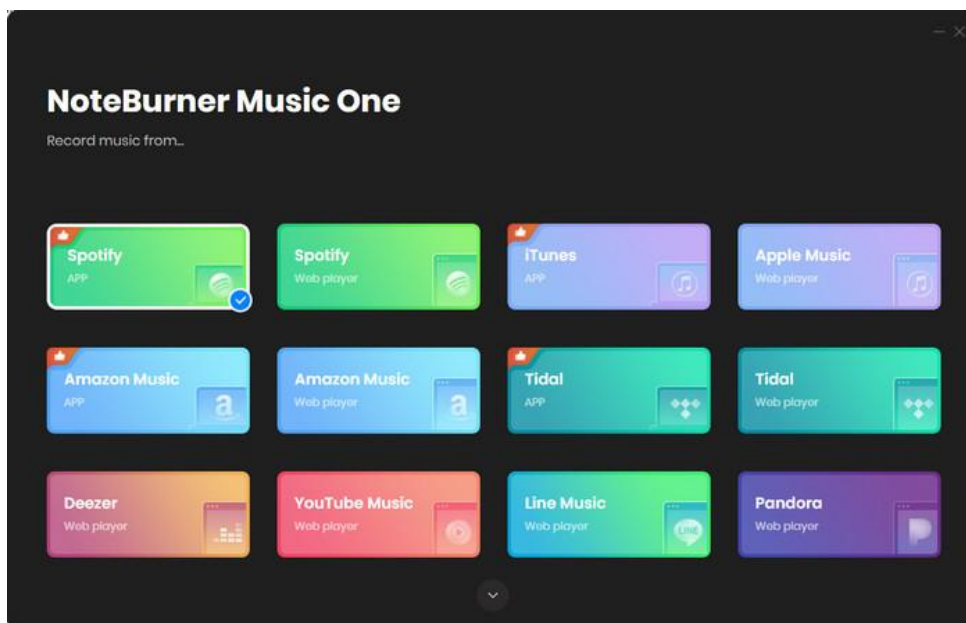 NoteBurner Music One
Record music from...
Spotify
APP
Spotify
Web player
iTunes
APP
Apple Music
Web player
Amazon Music
APP
a
Amazon Music
Web player
a
Tidal
APP
Tidal
Web player
Deezer
Web player
YouTube Music
Web player
Line Music
Web player
LINE
Pandora
Web player